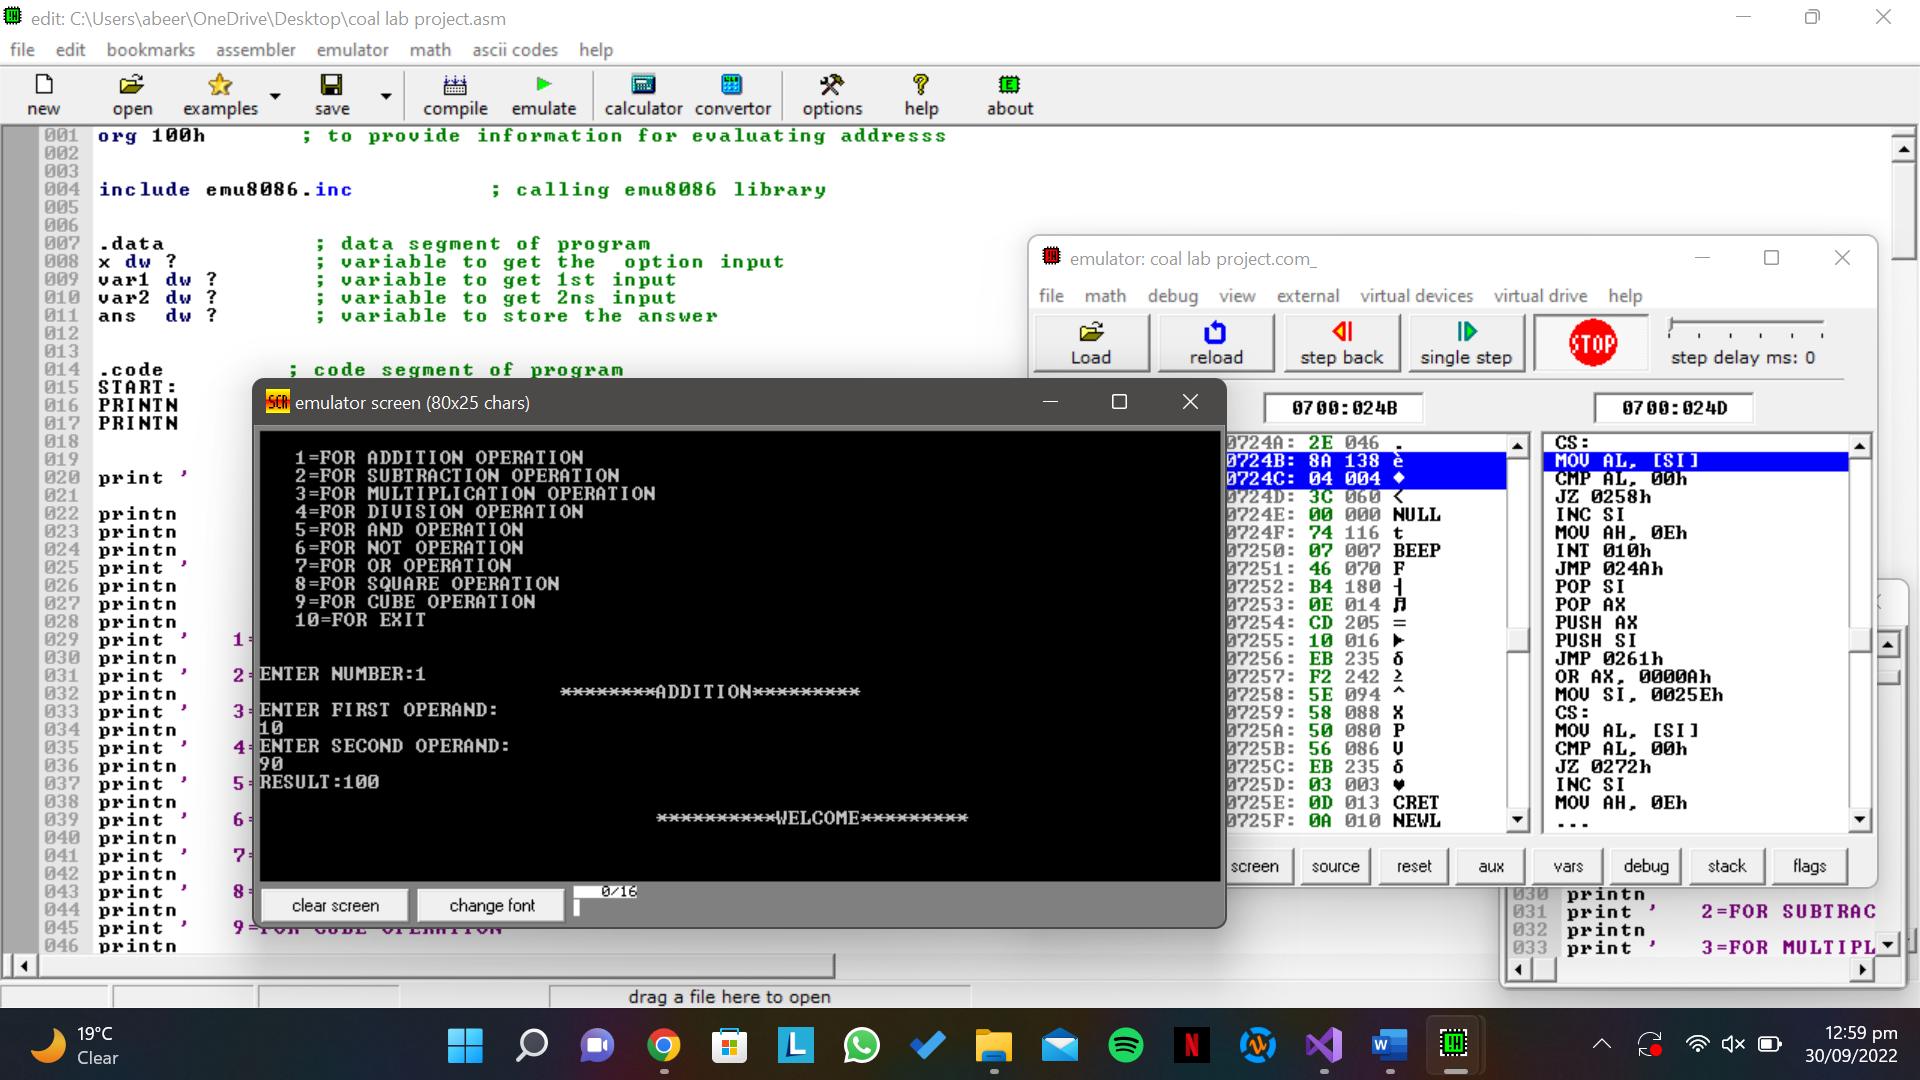 edit: C:\Users\abeer\OneDrive\Desktop\coal lab project.asm
file edit bookmarks assembler emulator math ascii codes help
new open examples save compile emulate calculator convertor options help about
001 org 100h ; to provide information for evaluating addresss
002
003
004 include emu8086.inc ; calling emu8086 library
005
006
007 .data ; data segment of program
008 x dw ? ; variable to get the option input
009 var1 dw ? ; variable to get 1st input
010 var2 dw ? ; variable to get 2ns input
011 ans dw ? ; variable to store the answer
012
013
014 .code ; code segment of program
015 START:
016 PRINTN
017 PRINTN
018
019
020 print '
021
022 printn
023 printn
024 printn
025 print '
026 printn
027 printn
028 printn
029 print ' 1=
030 printn
031 print ' 2=
032 printn
033 print ' 3=
034 printn
035 print ' 4=
036 printn
037 print ' 5=
038 printn
039 print ' 6=
040 printn
041 print ' 7=
042 printn
043 print ' 8=
044 printn
045 print ' 9=FOR CUBE OPERATION
046 printn
drag a file here to open
emulator screen (80x25 chars)
1=FOR ADDITION OPERATION
2=FOR SUBTRACTION OPERATION
3=FOR MULTIPLICATION OPERATION
4=FOR DIVISION OPERATION
5=FOR AND OPERATION
6=FOR NOT OPERATION
7=FOR OR OPERATION
8=FOR SQUARE OPERATION
9=FOR CUBE OPERATION
10=FOR EXIT
ENTER NUMBER:1
********ADDITION*********
ENTER FIRST OPERAND:
10
ENTER SECOND OPERAND:
90
RESULT:100
**********WELCOME*********
clear screen change font 0/16
emulator: coal lab project.com_
file math debug view external virtual devices virtual drive help
Load reload step back single step STOP step delay ms: 0
0700:024B 0700:024D
0724A: 2E 046 .
0724B: 8A 138 è
0724C: 04 004 ♦
0724D: 3C 060 <
0724E: 00 000 NULL
0724F: 74 116 t
07250: 07 007 BEEP
07251: 46 070 F
07252: B4 180 ┤
07253: 0E 014 ♫
07254: CD 205 =
07255: 10 016 ►
07256: EB 235 δ
07257: F2 242 ≥
07258: 5E 094 ^
07259: 58 088 X
0725A: 50 080 P
0725B: 56 086 V
0725C: EB 235 δ
0725D: 03 003 ♥
0725E: 0D 013 CRET
0725F: 0A 010 NEWL
CS:
MOV AL, [SI]
CMP AL, 00h
JZ 0258h
INC SI
MOV AH, 0Eh
INT 010h
JMP 024Ah
POP SI
POP AX
PUSH AX
PUSH SI
JMP 0261h
OR AX, 0000Ah
MOV SI, 0025Eh
CS:
MOV AL, [SI]
CMP AL, 00h
JZ 0272h
INC SI
MOV AH, 0Eh
...
screen source reset aux vars debug stack flags
030 printn
031 print ' 2=FOR SUBTRAC
032 printn
033 print ' 3=FOR MULTIPL
19°C
Clear
12:59 pm
30/09/2022